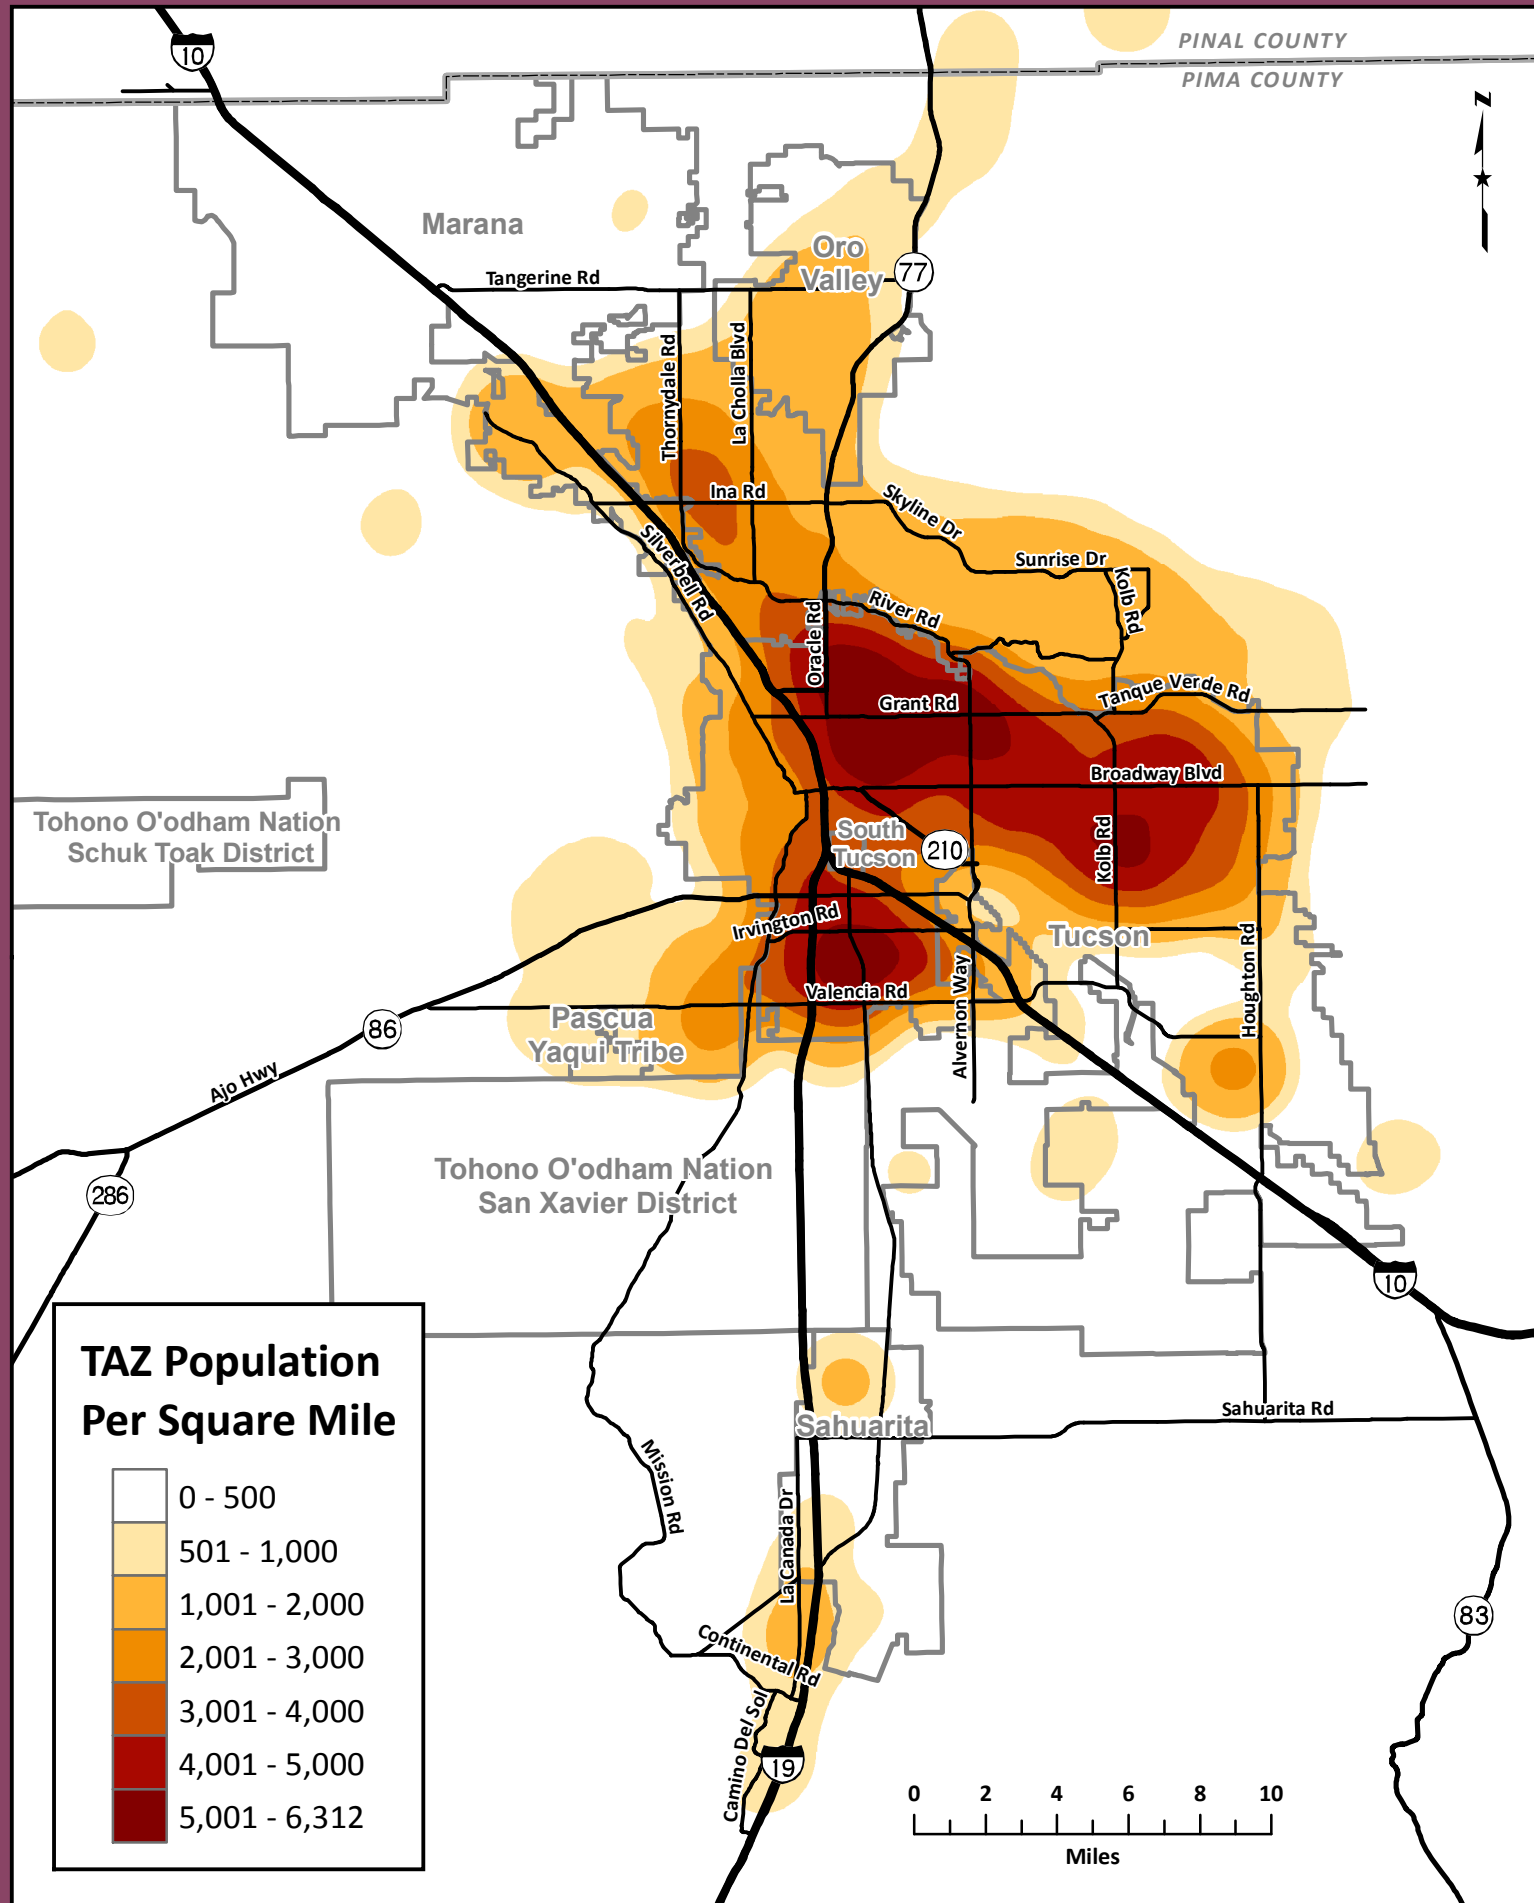 10
PINAL COUNTY
PIMA COUNTY
N
Marana
Oro
Valley
77
Tangerine Rd
Thornydale Rd
La Cholla Blvd
Ina Rd
Skyline Dr
Sunrise Dr
Kolb Rd
Silverbell Rd
River Rd
Oracle Rd
Tanque Verde Rd
Grant Rd
Broadway Blvd
Tohono O'odham Nation
Schuk Toak District
South
Tucson
210
Kolb Rd
Irvington Rd
Tucson
Houghton Rd
Valencia Rd
Alvernon Way
Pascua
Yaqui Tribe
86
Ajo Hwy
Tohono O'odham Nation
San Xavier District
286
10
Sahuarita Rd
Sahuarita
Mission Rd
La Canada Dr
Continental Rd
Camino Del Sol
19
83
TAZ Population
Per Square Mile
0 - 500
501 - 1,000
1,001 - 2,000
2,001 - 3,000
3,001 - 4,000
4,001 - 5,000
5,001 - 6,312
0 2 4 6 8 10
Miles